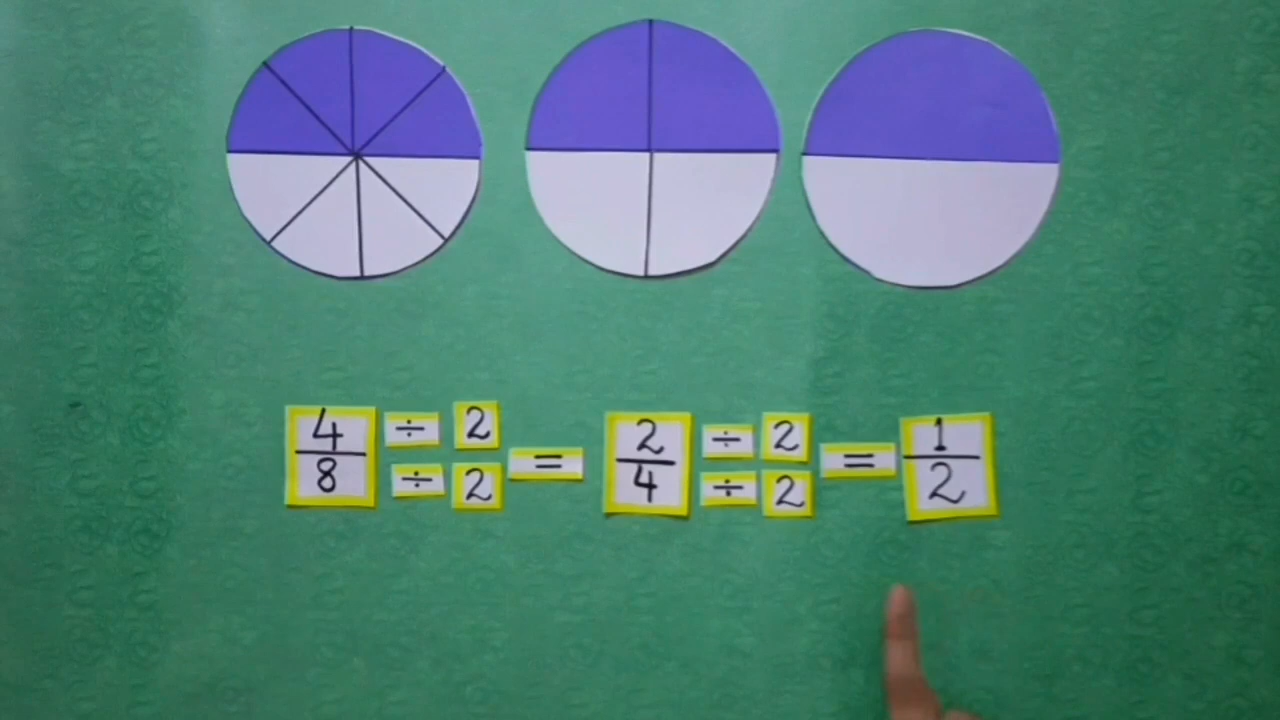 4/8 ÷ 2 / ÷ 2 = 2/4 ÷ 2 / ÷ 2 = 1/2